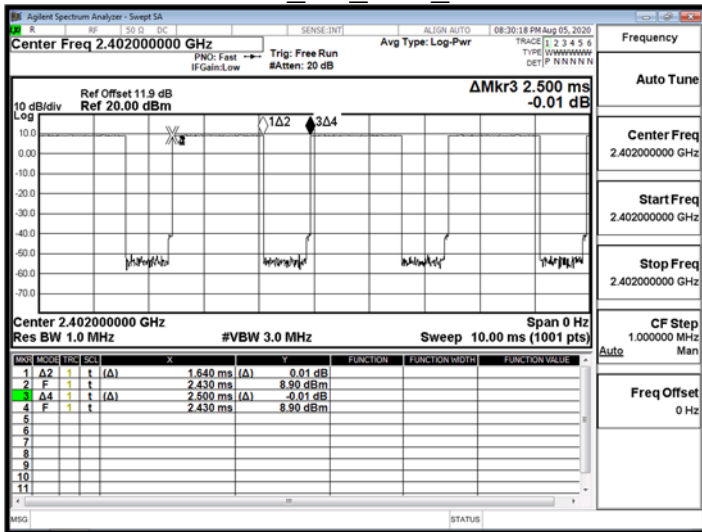 Agilent Spectrum Analyzer - Swept SA
R RF 50 Ω DC SENSE:INT ALIGN AUTO 08:30:18 PM Aug 05, 2020
Center Freq 2.402000000 GHz
PNO: Fast
IFGain:Low
Trig: Free Run
#Atten: 20 dB
Avg Type: Log-Pwr
TRACE 1 2 3 4 5 6
TYPE WWWWWW
DET P N N N N N
ΔMkr3 2.500 ms
-0.01 dB
Ref Offset 11.9 dB
Ref 20.00 dBm
10 dB/div
Log
10.0
0.00
-10.0
-20.0
-30.0
-40.0
-50.0
-60.0
-70.0
1Δ2
3Δ4
Center 2.402000000 GHz Span 0 Hz
Res BW 1.0 MHz #VBW 3.0 MHz Sweep 10.00 ms (1001 pts)
MKR MODE TRC SCL X Y FUNCTION FUNCTION WIDTH FUNCTION VALUE
1 Δ2 1 t (Δ) 1.640 ms (Δ) 0.01 dB
2 F 1 t 2.430 ms 8.90 dBm
3 Δ4 1 t (Δ) 2.500 ms (Δ) -0.01 dB
4 F 1 t 2.430 ms 8.90 dBm
5
6
7
8
9
10
11
MSG STATUS
Frequency
Auto Tune
Center Freq
2.402000000 GHz
Start Freq
2.402000000 GHz
Stop Freq
2.402000000 GHz
CF Step
1.000000 MHz
Auto Man
Freq Offset
0 Hz